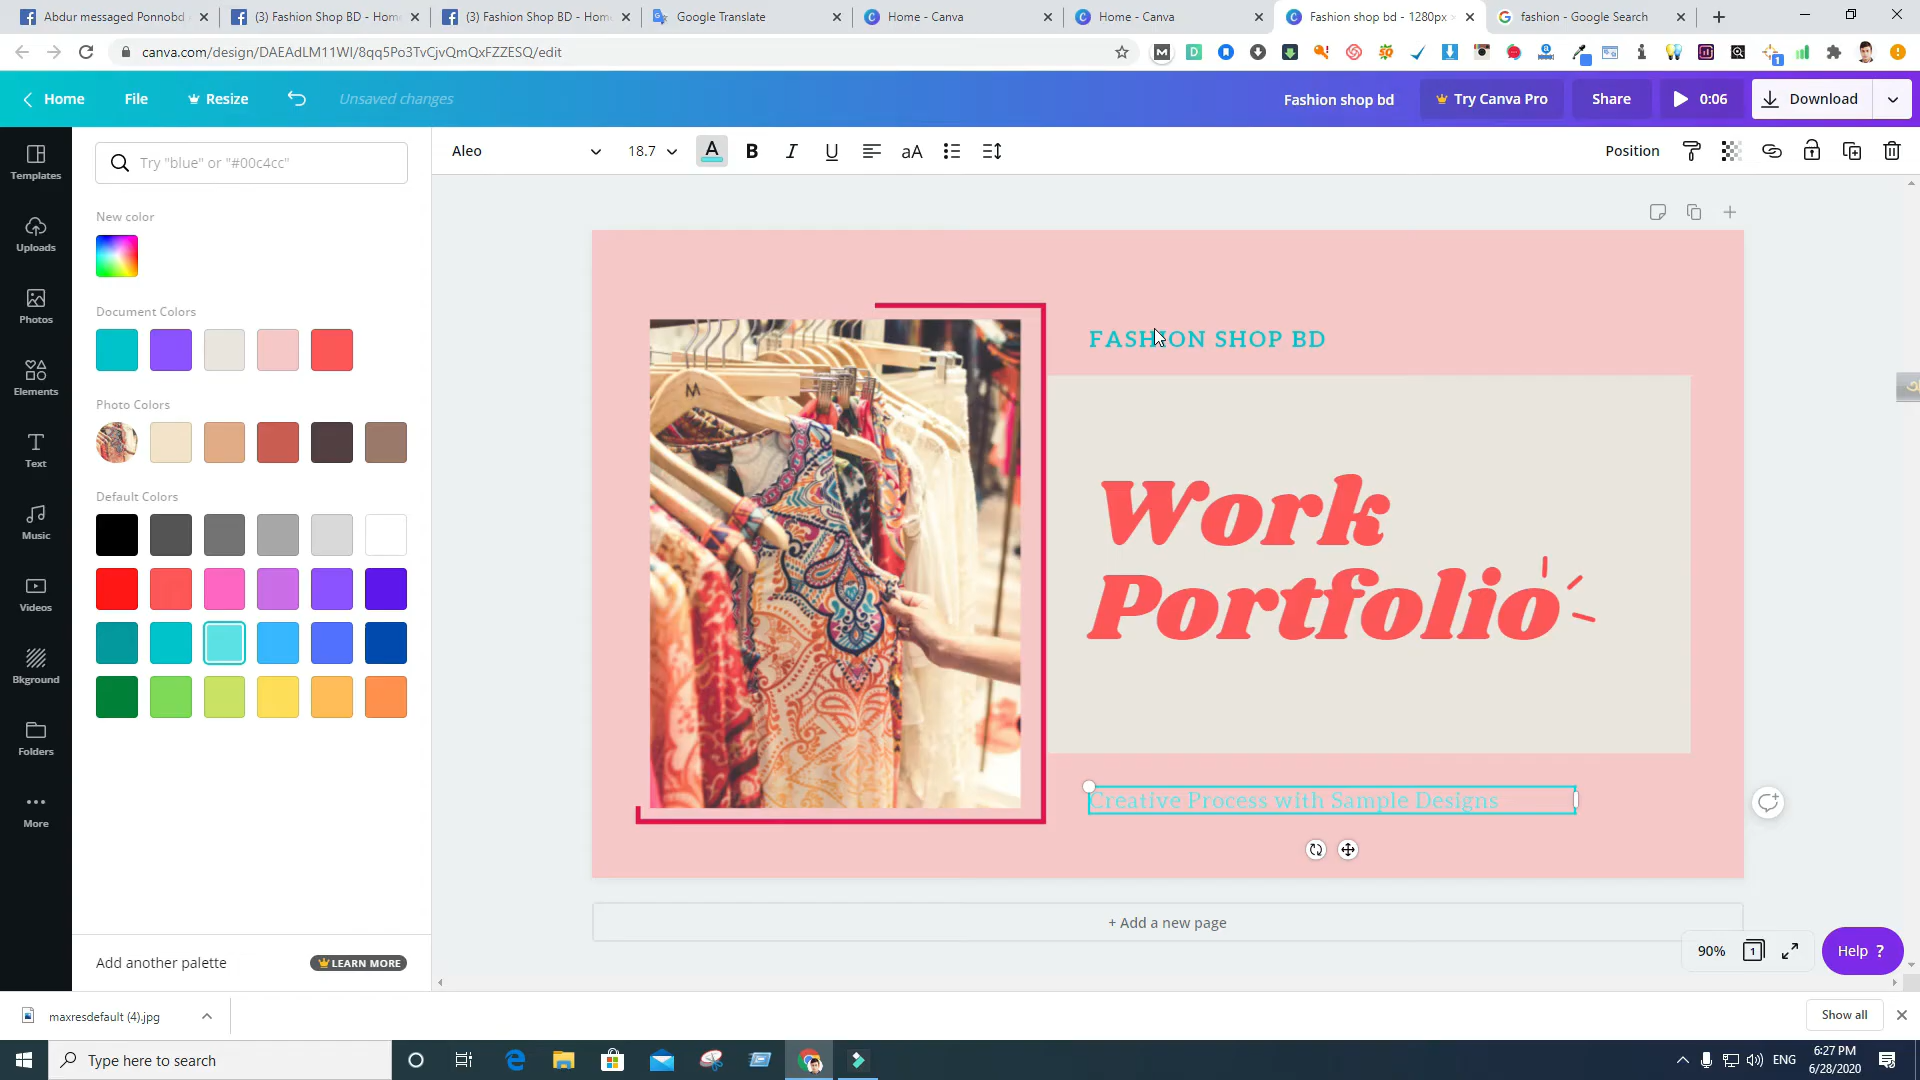 Abdur messaged Ponnobd
(3) Fashion Shop BD - Home
(3) Fashion Shop BD - Home
Google Translate
Home - Canva
Home - Canva
Fashion shop bd - 1280px
fashion - Google Search
canva.com/design/DAEAdLM11WI/8qq5Po3TvCjvQmQxFZZESQ/edit
Home
File
Resize
Unsaved changes
Fashion shop bd
Try Canva Pro
Share
0:06
Download
Templates
Uploads
Photos
Elements
Text
Music
Videos
Bkground
Folders
More
Try "blue" or "#00c4cc"
New color
Document Colors
Photo Colors
Default Colors
Add another palette
LEARN MORE
Aleo
18.7
A
B
I
U
aA
Position
FASHION SHOP BD
M
Work
Portfolio
Creative Process with Sample Designs
+ Add a new page
90%
1
Help ?
maxresdefault (4).jpg
Show all
Type here to search
ENG
6:27 PM
6/28/2020